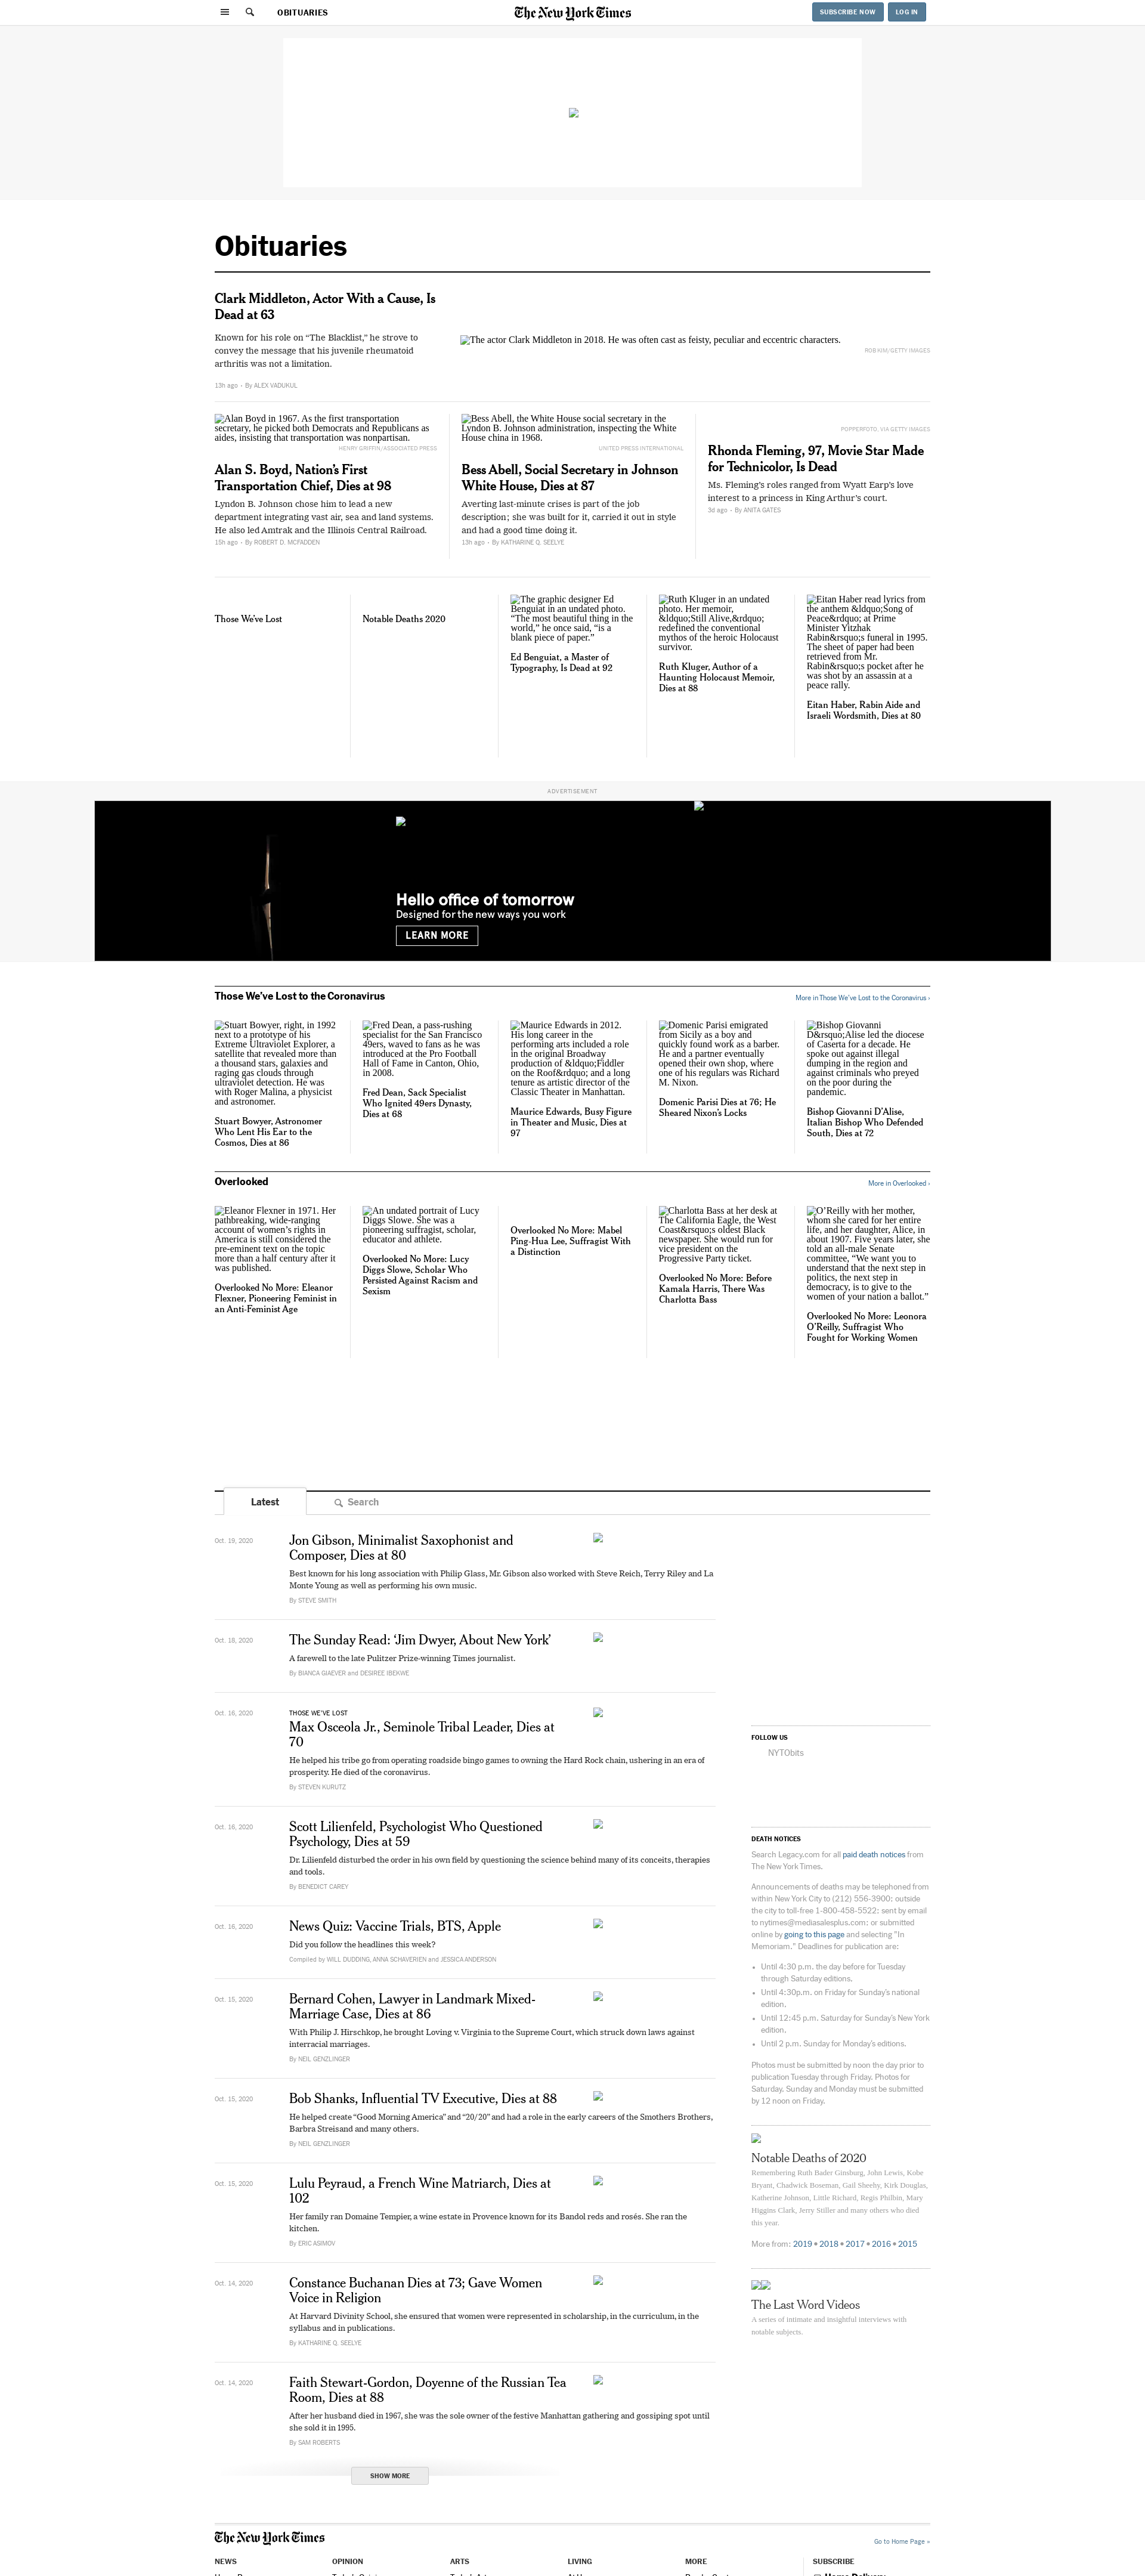 OBITUARIES
The New York Times
SUBSCRIBE NOW
LOG IN
Obituaries
Clark Middleton, Actor With a Cause, Is
Dead at 63
Known for his role on “The Blacklist,” he strove to
convey the message that his juvenile rheumatoid
arthritis was not a limitation.
13h ago - By ALEX VADUKUL
The actor Clark Middleton in 2018. He was often cast as feisty, peculiar and eccentric characters.
ROB KIM/GETTY IMAGES
Alan Boyd in 1967. As the first transportation
secretary, he picked both Democrats and Republicans as
aides, insisting that transportation was nonpartisan.
HENRY GRIFFIN/ASSOCIATED PRESS
Alan S. Boyd, Nation’s First
Transportation Chief, Dies at 98
Lyndon B. Johnson chose him to lead a new
department integrating vast air, sea and land systems.
He also led Amtrak and the Illinois Central Railroad.
15h ago - By ROBERT D. MCFADDEN
Bess Abell, the White House social secretary in the
Lyndon B. Johnson administration, inspecting the White
House china in 1968.
UNITED PRESS INTERNATIONAL
Bess Abell, Social Secretary in Johnson
White House, Dies at 87
Averting last-minute crises is part of the job
description; she was built for it, carried it out in style
and had a good time doing it.
13h ago - By KATHARINE Q. SEELYE
POPPERFOTO, VIA GETTY IMAGES
Rhonda Fleming, 97, Movie Star Made
for Technicolor, Is Dead
Ms. Fleming’s roles ranged from Wyatt Earp’s love
interest to a princess in King Arthur’s court.
3d ago - By ANITA GATES
Those We’ve Lost
Notable Deaths 2020
The graphic designer Ed
Benguiat in an undated photo.
“The most beautiful thing in the
world,” he once said, “is a
blank piece of paper.”
Ed Benguiat, a Master of
Typography, Is Dead at 92
Ruth Kluger in an undated
photo. Her memoir,
&ldquo;Still Alive,&rdquo;
redefined the conventional
mythos of the heroic Holocaust
survivor.
Ruth Kluger, Author of a
Haunting Holocaust Memoir,
Dies at 88
Eitan Haber read lyrics from
the anthem &ldquo;Song of
Peace&rdquo; at Prime
Minister Yitzhak
Rabin&rsquo;s funeral in 1995.
The sheet of paper had been
retrieved from Mr.
Rabin&rsquo;s pocket after he
was shot by an assassin at a
peace rally.
Eitan Haber, Rabin Aide and
Israeli Wordsmith, Dies at 80
ADVERTISEMENT
Hello office of tomorrow
Designed for the new ways you work
LEARN MORE
Those We’ve Lost to the Coronavirus
More in Those We’ve Lost to the Coronavirus ›
Stuart Bowyer, right, in 1992
next to a prototype of his
Extreme Ultraviolet Explorer, a
satellite that revealed more than
a thousand stars, galaxies and
raging gas clouds through
ultraviolet detection. He was
with Roger Malina, a physicist
and astronomer.
Stuart Bowyer, Astronomer
Who Lent His Ear to the
Cosmos, Dies at 86
Fred Dean, a pass-rushing
specialist for the San Francisco
49ers, waved to fans as he was
introduced at the Pro Football
Hall of Fame in Canton, Ohio,
in 2008.
Fred Dean, Sack Specialist
Who Ignited 49ers Dynasty,
Dies at 68
Maurice Edwards in 2012.
His long career in the
performing arts included a role
in the original Broadway
production of &ldquo;Fiddler
on the Roof&rdquo; and a long
tenure as artistic director of the
Classic Theater in Manhattan.
Maurice Edwards, Busy Figure
in Theater and Music, Dies at
97
Domenic Parisi emigrated
from Sicily as a boy and
quickly found work as a barber.
He and a partner eventually
opened their own shop, where
one of his regulars was Richard
M. Nixon.
Domenic Parisi Dies at 76; He
Sheared Nixon’s Locks
Bishop Giovanni
D&rsquo;Alise led the diocese
of Caserta for a decade. He
spoke out against illegal
dumping in the region and
against criminals who preyed
on the poor during the
pandemic.
Bishop Giovanni D’Alise,
Italian Bishop Who Defended
South, Dies at 72
Overlooked
More in Overlooked ›
Eleanor Flexner in 1971. Her
pathbreaking, wide-ranging
account of women’s rights in
America is still considered the
pre-eminent text on the topic
more than a half century after it
was published.
Overlooked No More: Eleanor
Flexner, Pioneering Feminist in
an Anti-Feminist Age
An undated portrait of Lucy
Diggs Slowe. She was a
pioneering suffragist, scholar,
educator and athlete.
Overlooked No More: Lucy
Diggs Slowe, Scholar Who
Persisted Against Racism and
Sexism
Overlooked No More: Mabel
Ping-Hua Lee, Suffragist With
a Distinction
Charlotta Bass at her desk at
The California Eagle, the West
Coast&rsquo;s oldest Black
newspaper. She would run for
vice president on the
Progressive Party ticket.
Overlooked No More: Before
Kamala Harris, There Was
Charlotta Bass
O’Reilly with her mother,
whom she cared for her entire
life, and her daughter, Alice, in
about 1907. Five years later, she
told an all-male Senate
committee, “We want you to
understand that the next step in
politics, the next step in
democracy, is to give to the
women of your nation a ballot.”
Overlooked No More: Leonora
O’Reilly, Suffragist Who
Fought for Working Women
Latest
Search
Oct. 19, 2020
Jon Gibson, Minimalist Saxophonist and
Composer, Dies at 80
Best known for his long association with Philip Glass, Mr. Gibson also worked with Steve Reich, Terry Riley and La
Monte Young as well as performing his own music.
By STEVE SMITH
Oct. 18, 2020
The Sunday Read: ‘Jim Dwyer, About New York’
A farewell to the late Pulitzer Prize-winning Times journalist.
By BIANCA GIAEVER and DESIREE IBEKWE
Oct. 16, 2020
THOSE WE’VE LOST
Max Osceola Jr., Seminole Tribal Leader, Dies at
70
He helped his tribe go from operating roadside bingo games to owning the Hard Rock chain, ushering in an era of
prosperity. He died of the coronavirus.
By STEVEN KURUTZ
Oct. 16, 2020
Scott Lilienfeld, Psychologist Who Questioned
Psychology, Dies at 59
Dr. Lilienfeld disturbed the order in his own field by questioning the science behind many of its conceits, therapies
and tools.
By BENEDICT CAREY
Oct. 16, 2020
News Quiz: Vaccine Trials, BTS, Apple
Did you follow the headlines this week?
Compiled by WILL DUDDING, ANNA SCHAVERIEN and JESSICA ANDERSON
Oct. 15, 2020
Bernard Cohen, Lawyer in Landmark Mixed-
Marriage Case, Dies at 86
With Philip J. Hirschkop, he brought Loving v. Virginia to the Supreme Court, which struck down laws against
interracial marriages.
By NEIL GENZLINGER
Oct. 15, 2020
Bob Shanks, Influential TV Executive, Dies at 88
He helped create “Good Morning America” and “20/20” and had a role in the early careers of the Smothers Brothers,
Barbra Streisand and many others.
By NEIL GENZLINGER
Oct. 15, 2020
Lulu Peyraud, a French Wine Matriarch, Dies at
102
Her family ran Domaine Tempier, a wine estate in Provence known for its Bandol reds and rosés. She ran the
kitchen.
By ERIC ASIMOV
Oct. 14, 2020
Constance Buchanan Dies at 73; Gave Women
Voice in Religion
At Harvard Divinity School, she ensured that women were represented in scholarship, in the curriculum, in the
syllabus and in publications.
By KATHARINE Q. SEELYE
Oct. 14, 2020
Faith Stewart-Gordon, Doyenne of the Russian Tea
Room, Dies at 88
After her husband died in 1967, she was the sole owner of the festive Manhattan gathering and gossiping spot until
she sold it in 1995.
By SAM ROBERTS
SHOW MORE
FOLLOW US
NYTObits
DEATH NOTICES
Search Legacy.com for all paid death notices from
The New York Times.
Announcements of deaths may be telephoned from
within New York City to (212) 556-3900; outside
the city to toll-free 1-800-458-5522; sent by email
to nytimes@mediasalesplus.com; or submitted
online by going to this page and selecting "In
Memoriam." Deadlines for publication are:
• Until 4:30 p.m. the day before for Tuesday
through Saturday editions.
• Until 4:30p.m. on Friday for Sunday’s national
edition.
• Until 12:45 p.m. Saturday for Sunday’s New York
edition.
• Until 2 p.m. Sunday for Monday’s editions.
Photos must be submitted by noon the day prior to
publication Tuesday through Friday. Photos for
Saturday, Sunday and Monday must be submitted
by 12 noon on Friday.
Notable Deaths of 2020
Remembering Ruth Bader Ginsburg, John Lewis, Kobe
Bryant, Chadwick Boseman, Gail Sheehy, Kirk Douglas,
Katherine Johnson, Little Richard, Regis Philbin, Mary
Higgins Clark, Jerry Stiller and many others who died
this year.
More from: 2019 • 2018 • 2017 • 2016 • 2015
The Last Word Videos
A series of intimate and insightful interviews with
notable subjects.
The New York Times
Go to Home Page »
NEWS
OPINION
ARTS
LIVING
MORE
SUBSCRIBE